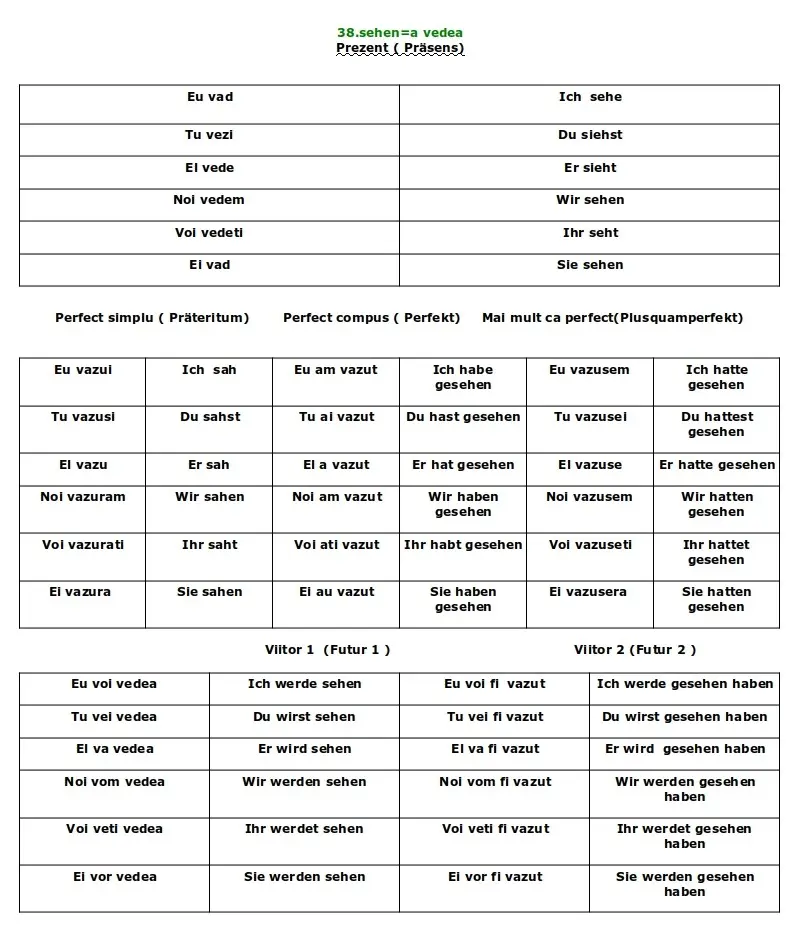 38.sehen=a vedea
Prezent ( Präsens)
Eu vad Ich sehe
Tu vezi Du siehst
El vede Er sieht
Noi vedem Wir sehen
Voi vedeti Ihr seht
Ei vad Sie sehen
Perfect simplu ( Präteritum) Perfect compus ( Perfekt) Mai mult ca perfect(Plusquamperfekt)
Eu vazui Ich sah Eu am vazut Ich habe gesehen Eu vazusem Ich hatte gesehen
Tu vazusi Du sahst Tu ai vazut Du hast gesehen Tu vazusei Du hattest gesehen
El vazu Er sah El a vazut Er hat gesehen El vazuse Er hatte gesehen
Noi vazuram Wir sahen Noi am vazut Wir haben gesehen Noi vazusem Wir hatten gesehen
Voi vazurati Ihr saht Voi ati vazut Ihr habt gesehen Voi vazuseti Ihr hattet gesehen
Ei vazura Sie sahen Ei au vazut Sie haben gesehen Ei vazusera Sie hatten gesehen
Viitor 1 (Futur 1 ) Viitor 2 (Futur 2 )
Eu voi vedea Ich werde sehen Eu voi fi vazut Ich werde gesehen haben
Tu vei vedea Du wirst sehen Tu vei fi vazut Du wirst gesehen haben
El va vedea Er wird sehen El va fi vazut Er wird gesehen haben
Noi vom vedea Wir werden sehen Noi vom fi vazut Wir werden gesehen haben
Voi veti vedea Ihr werdet sehen Voi veti fi vazut Ihr werdet gesehen haben
Ei vor vedea Sie werden sehen Ei vor fi vazut Sie werden gesehen haben